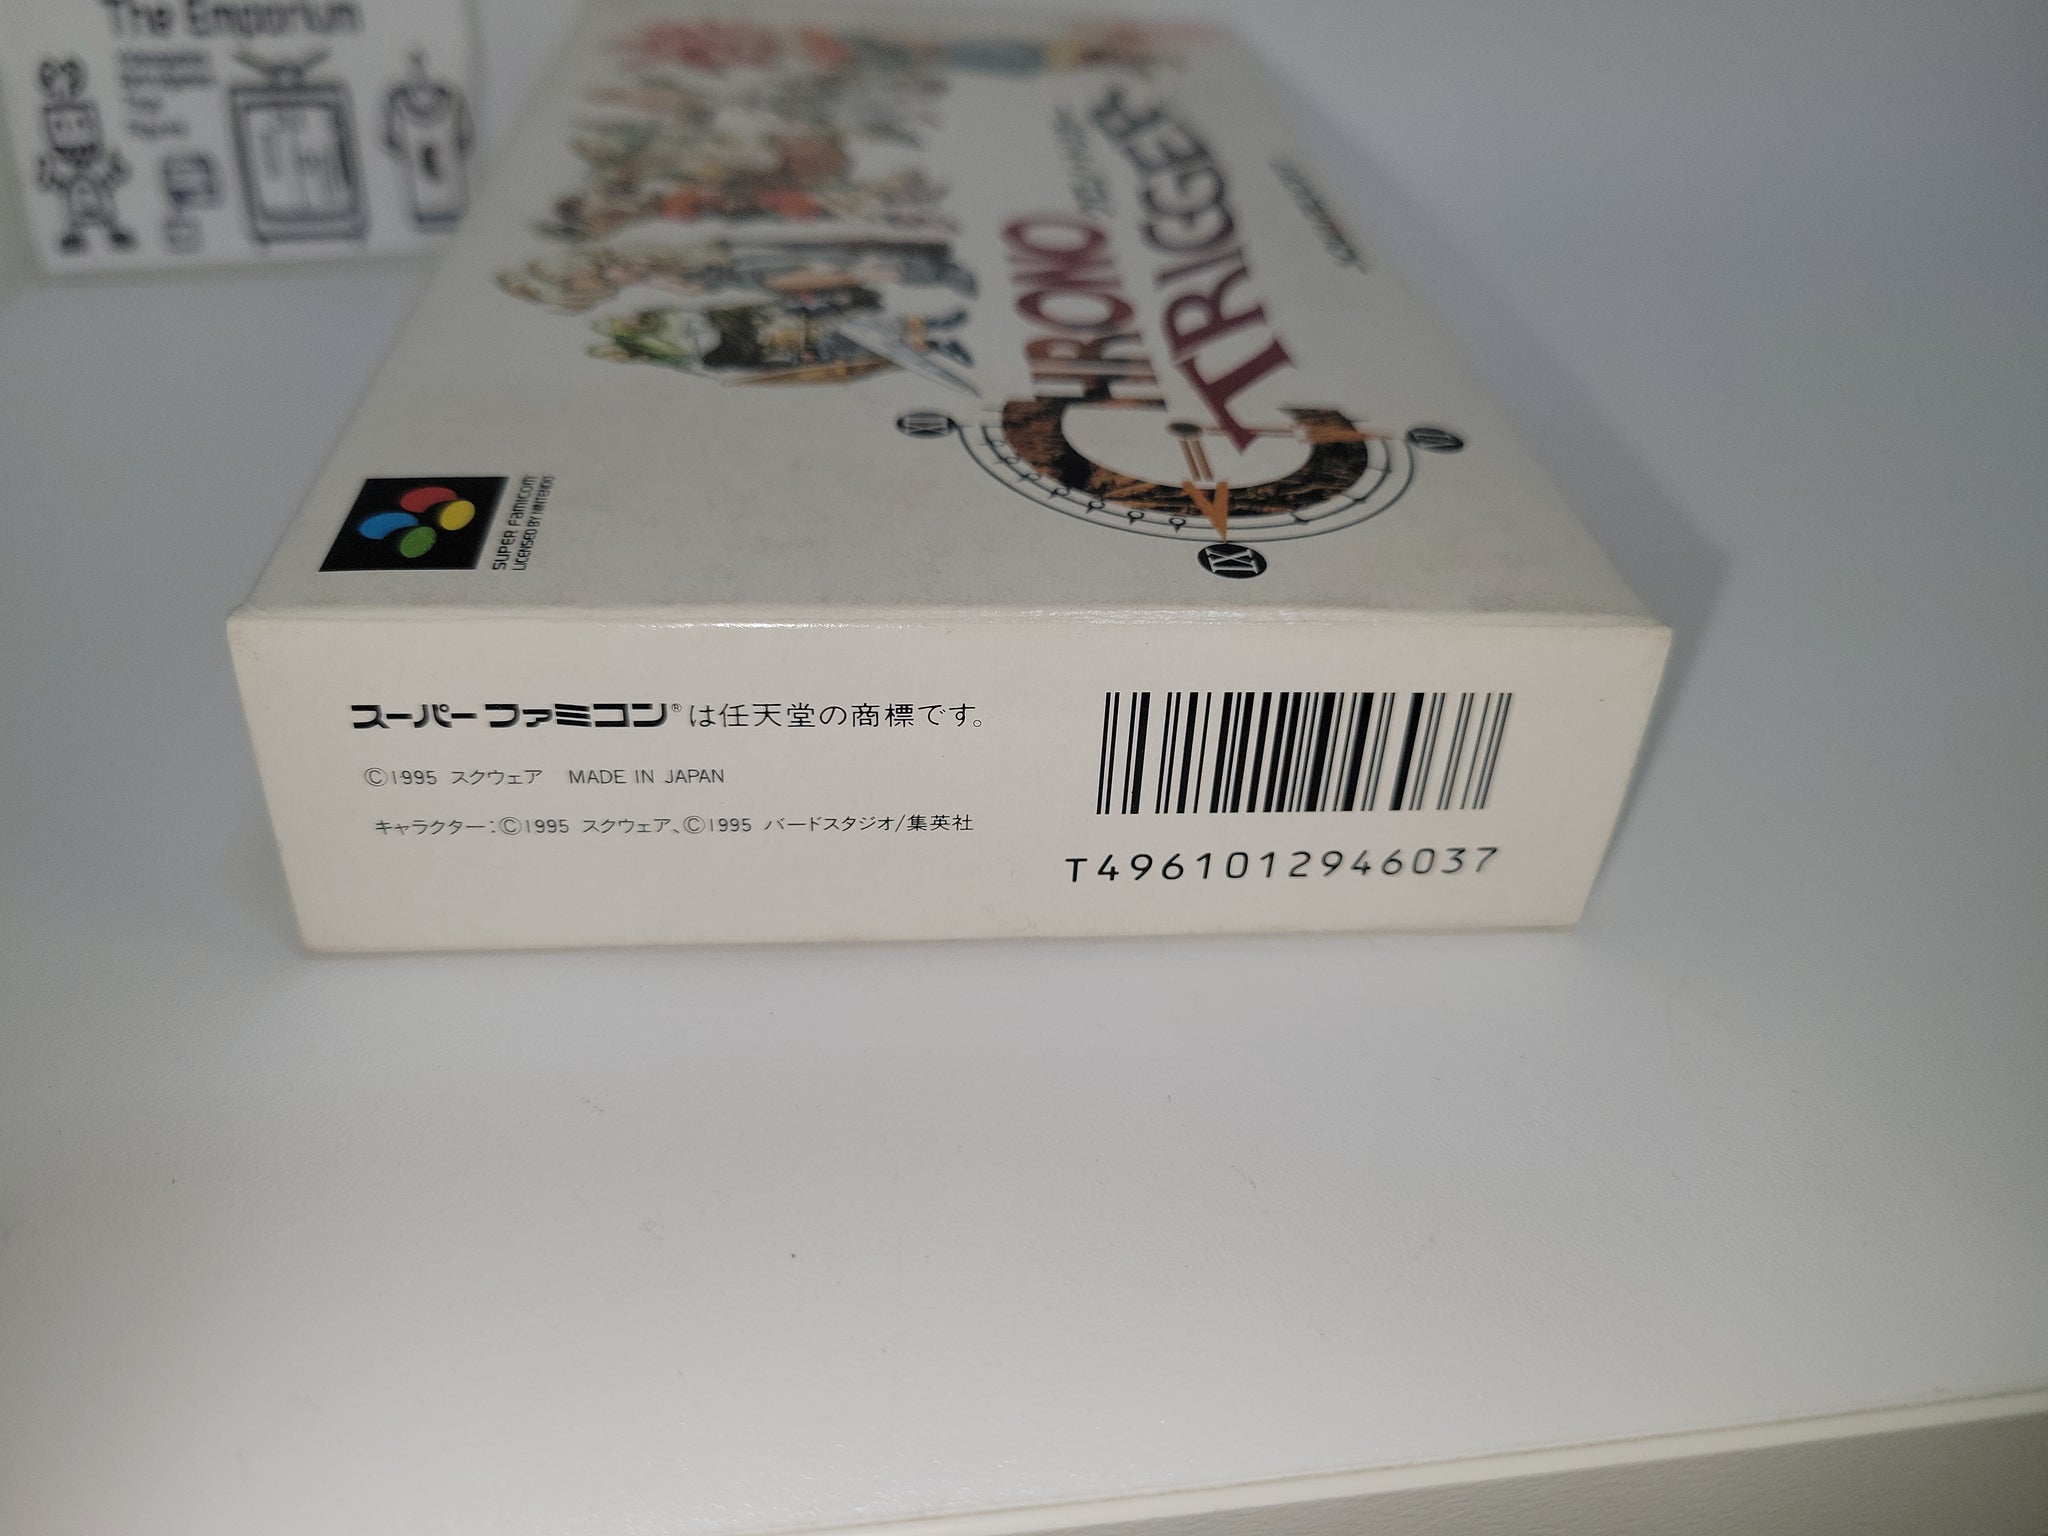 The Emporium
CHRONO
TRIGGER
XII
IX
SUPER FAMICOM
LICENSED BY NINTENDO
スーパーファミコン®は任天堂の商標です。
©1995 スクウェア MADE IN JAPAN
キャラクター:©1995 スクウェア、©1995 バードスタジオ/集英社
T4961012946037